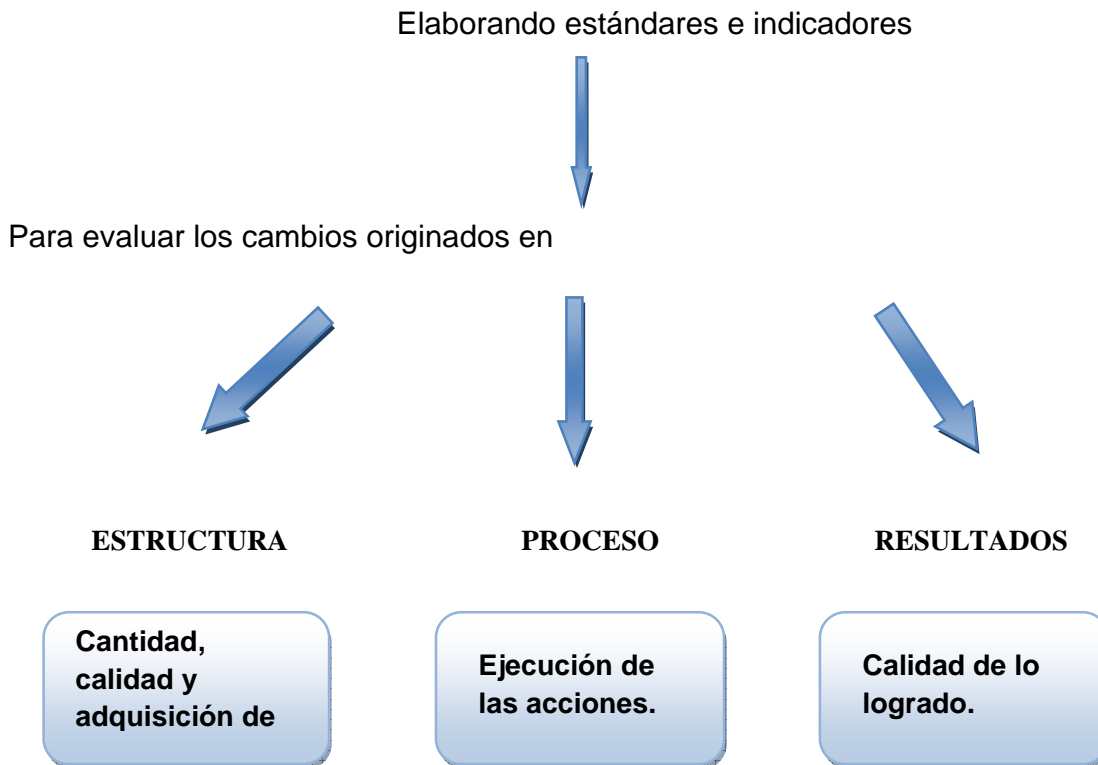 Elaborando estándares e indicadores
Para evaluar los cambios originados en
ESTRUCTURA
PROCESO
RESULTADOS
Cantidad,
calidad y
adquisición de
Ejecución de
las acciones.
Calidad de lo
logrado.